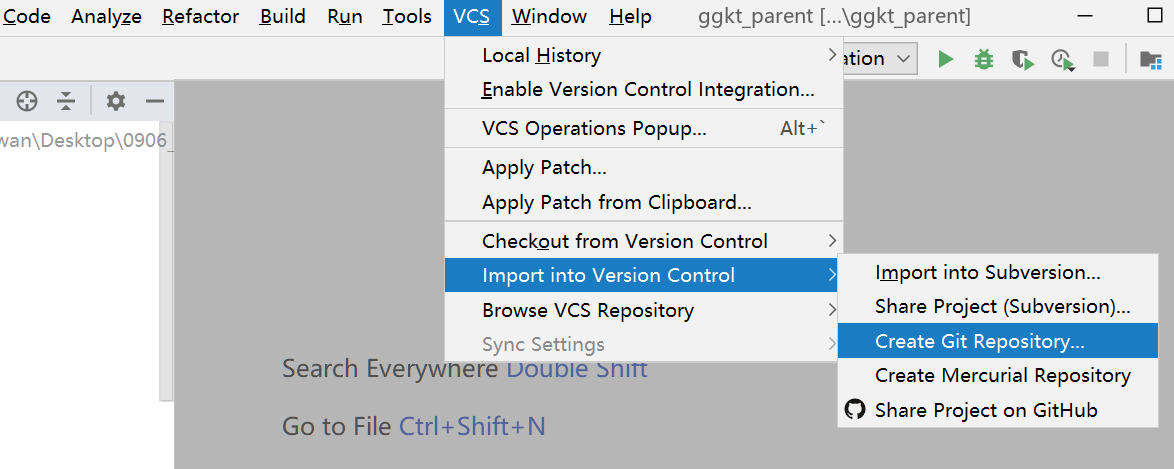 Code Analyze Refactor Build Run Tools VCS Window Help ggkt_parent [...\ggkt_parent]
Local History
ation
Enable Version Control Integration...
VCS Operations Popup... Alt+`
wan\Desktop\0906_
Apply Patch...
Apply Patch from Clipboard...
Checkout from Version Control
Import into Version Control
Browse VCS Repository
Sync Settings
Import into Subversion...
Share Project (Subversion)...
Create Git Repository...
Create Mercurial Repository
Share Project on GitHub
Search Everywhere Double Shift
Go to File Ctrl+Shift+N